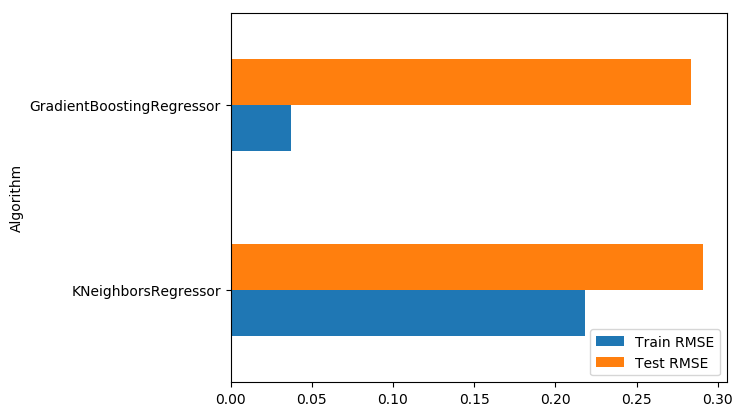 GradientBoostingRegressor
Algorithm
KNeighborsRegressor
Train RMSE
Test RMSE
0.00 0.05 0.10 0.15 0.20 0.25 0.30